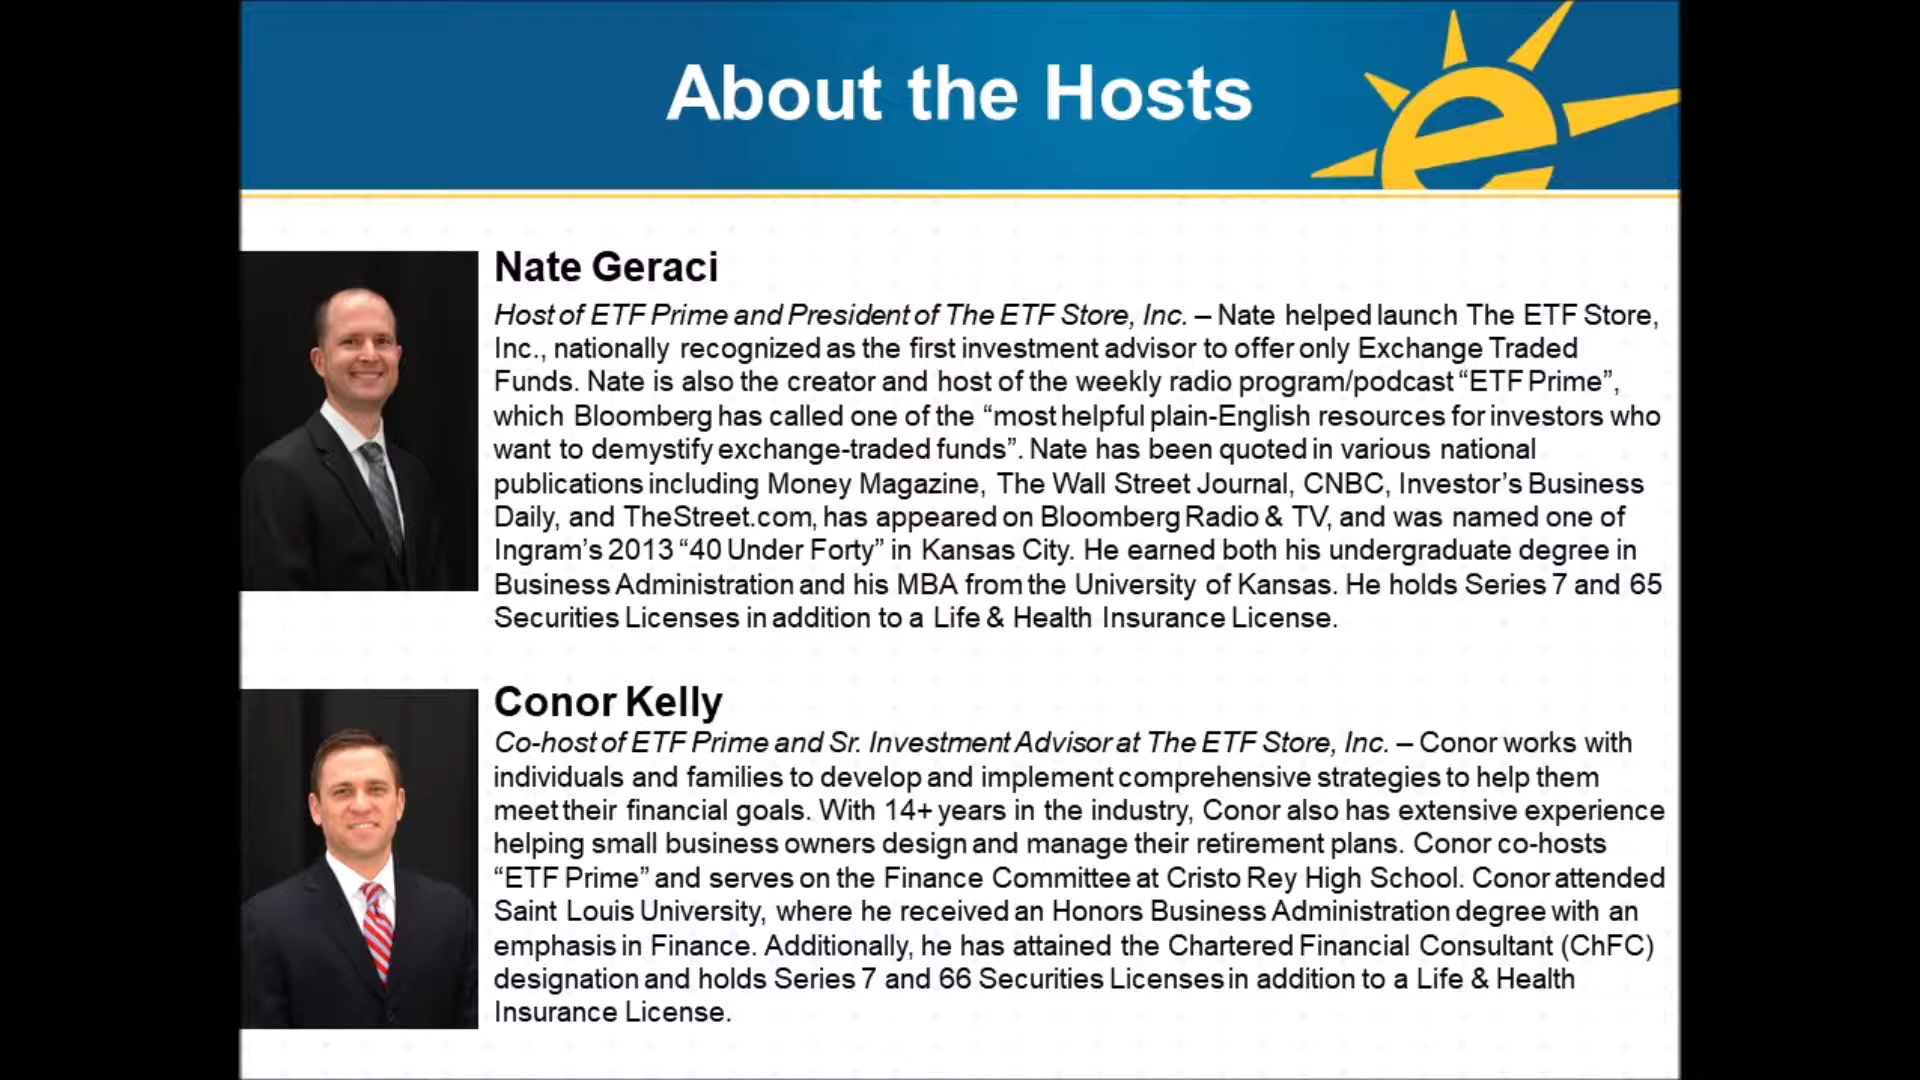 About the Hosts
Nate Geraci
Host of ETF Prime and President of The ETF Store, Inc. – Nate helped launch The ETF Store,
Inc., nationally recognized as the first investment advisor to offer only Exchange Traded
Funds. Nate is also the creator and host of the weekly radio program/podcast “ETF Prime”,
which Bloomberg has called one of the “most helpful plain-English resources for investors who
want to demystify exchange-traded funds”. Nate has been quoted in various national
publications including Money Magazine, The Wall Street Journal, CNBC, Investor’s Business
Daily, and TheStreet.com, has appeared on Bloomberg Radio & TV, and was named one of
Ingram’s 2013 “40 Under Forty” in Kansas City. He earned both his undergraduate degree in
Business Administration and his MBA from the University of Kansas. He holds Series 7 and 65
Securities Licenses in addition to a Life & Health Insurance License.
Conor Kelly
Co-host of ETF Prime and Sr. Investment Advisor at The ETF Store, Inc. – Conor works with
individuals and families to develop and implement comprehensive strategies to help them
meet their financial goals. With 14+ years in the industry, Conor also has extensive experience
helping small business owners design and manage their retirement plans. Conor co-hosts
“ETF Prime” and serves on the Finance Committee at Cristo Rey High School. Conor attended
Saint Louis University, where he received an Honors Business Administration degree with an
emphasis in Finance. Additionally, he has attained the Chartered Financial Consultant (ChFC)
designation and holds Series 7 and 66 Securities Licenses in addition to a Life & Health
Insurance License.